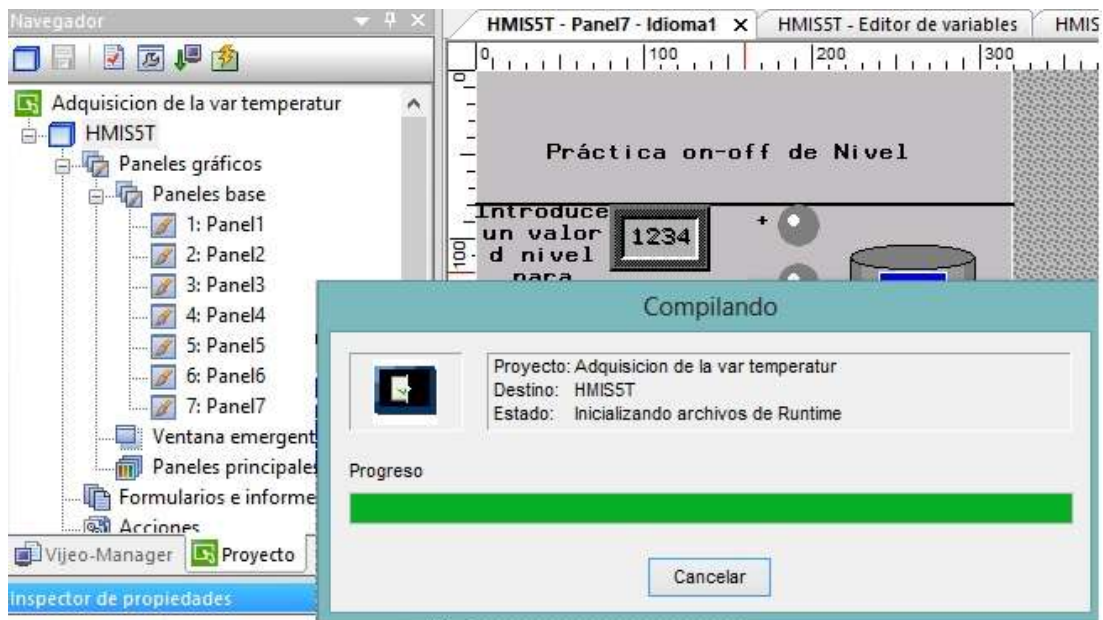 Navegador
Adquisicion de la var temperatur
HMIS5T
Paneles gráficos
Paneles base
1: Panel1
2: Panel2
3: Panel3
4: Panel4
5: Panel5
6: Panel6
7: Panel7
Ventana emergent
Paneles principales
Formularios e informe
Acciones
Vijeo-Manager
Proyecto
Inspector de propiedades
HMIS5T - Panel7 - Idioma1 X
HMIS5T - Editor de variables
HMIS
0 100 200 300
0
100
Práctica on-off de Nivel
Introduce
un valor
d nivel
para
1234
+
Compilando
Proyecto: Adquisicion de la var temperatur
Destino: HMIS5T
Estado: Inicializando archivos de Runtime
Progreso
Cancelar